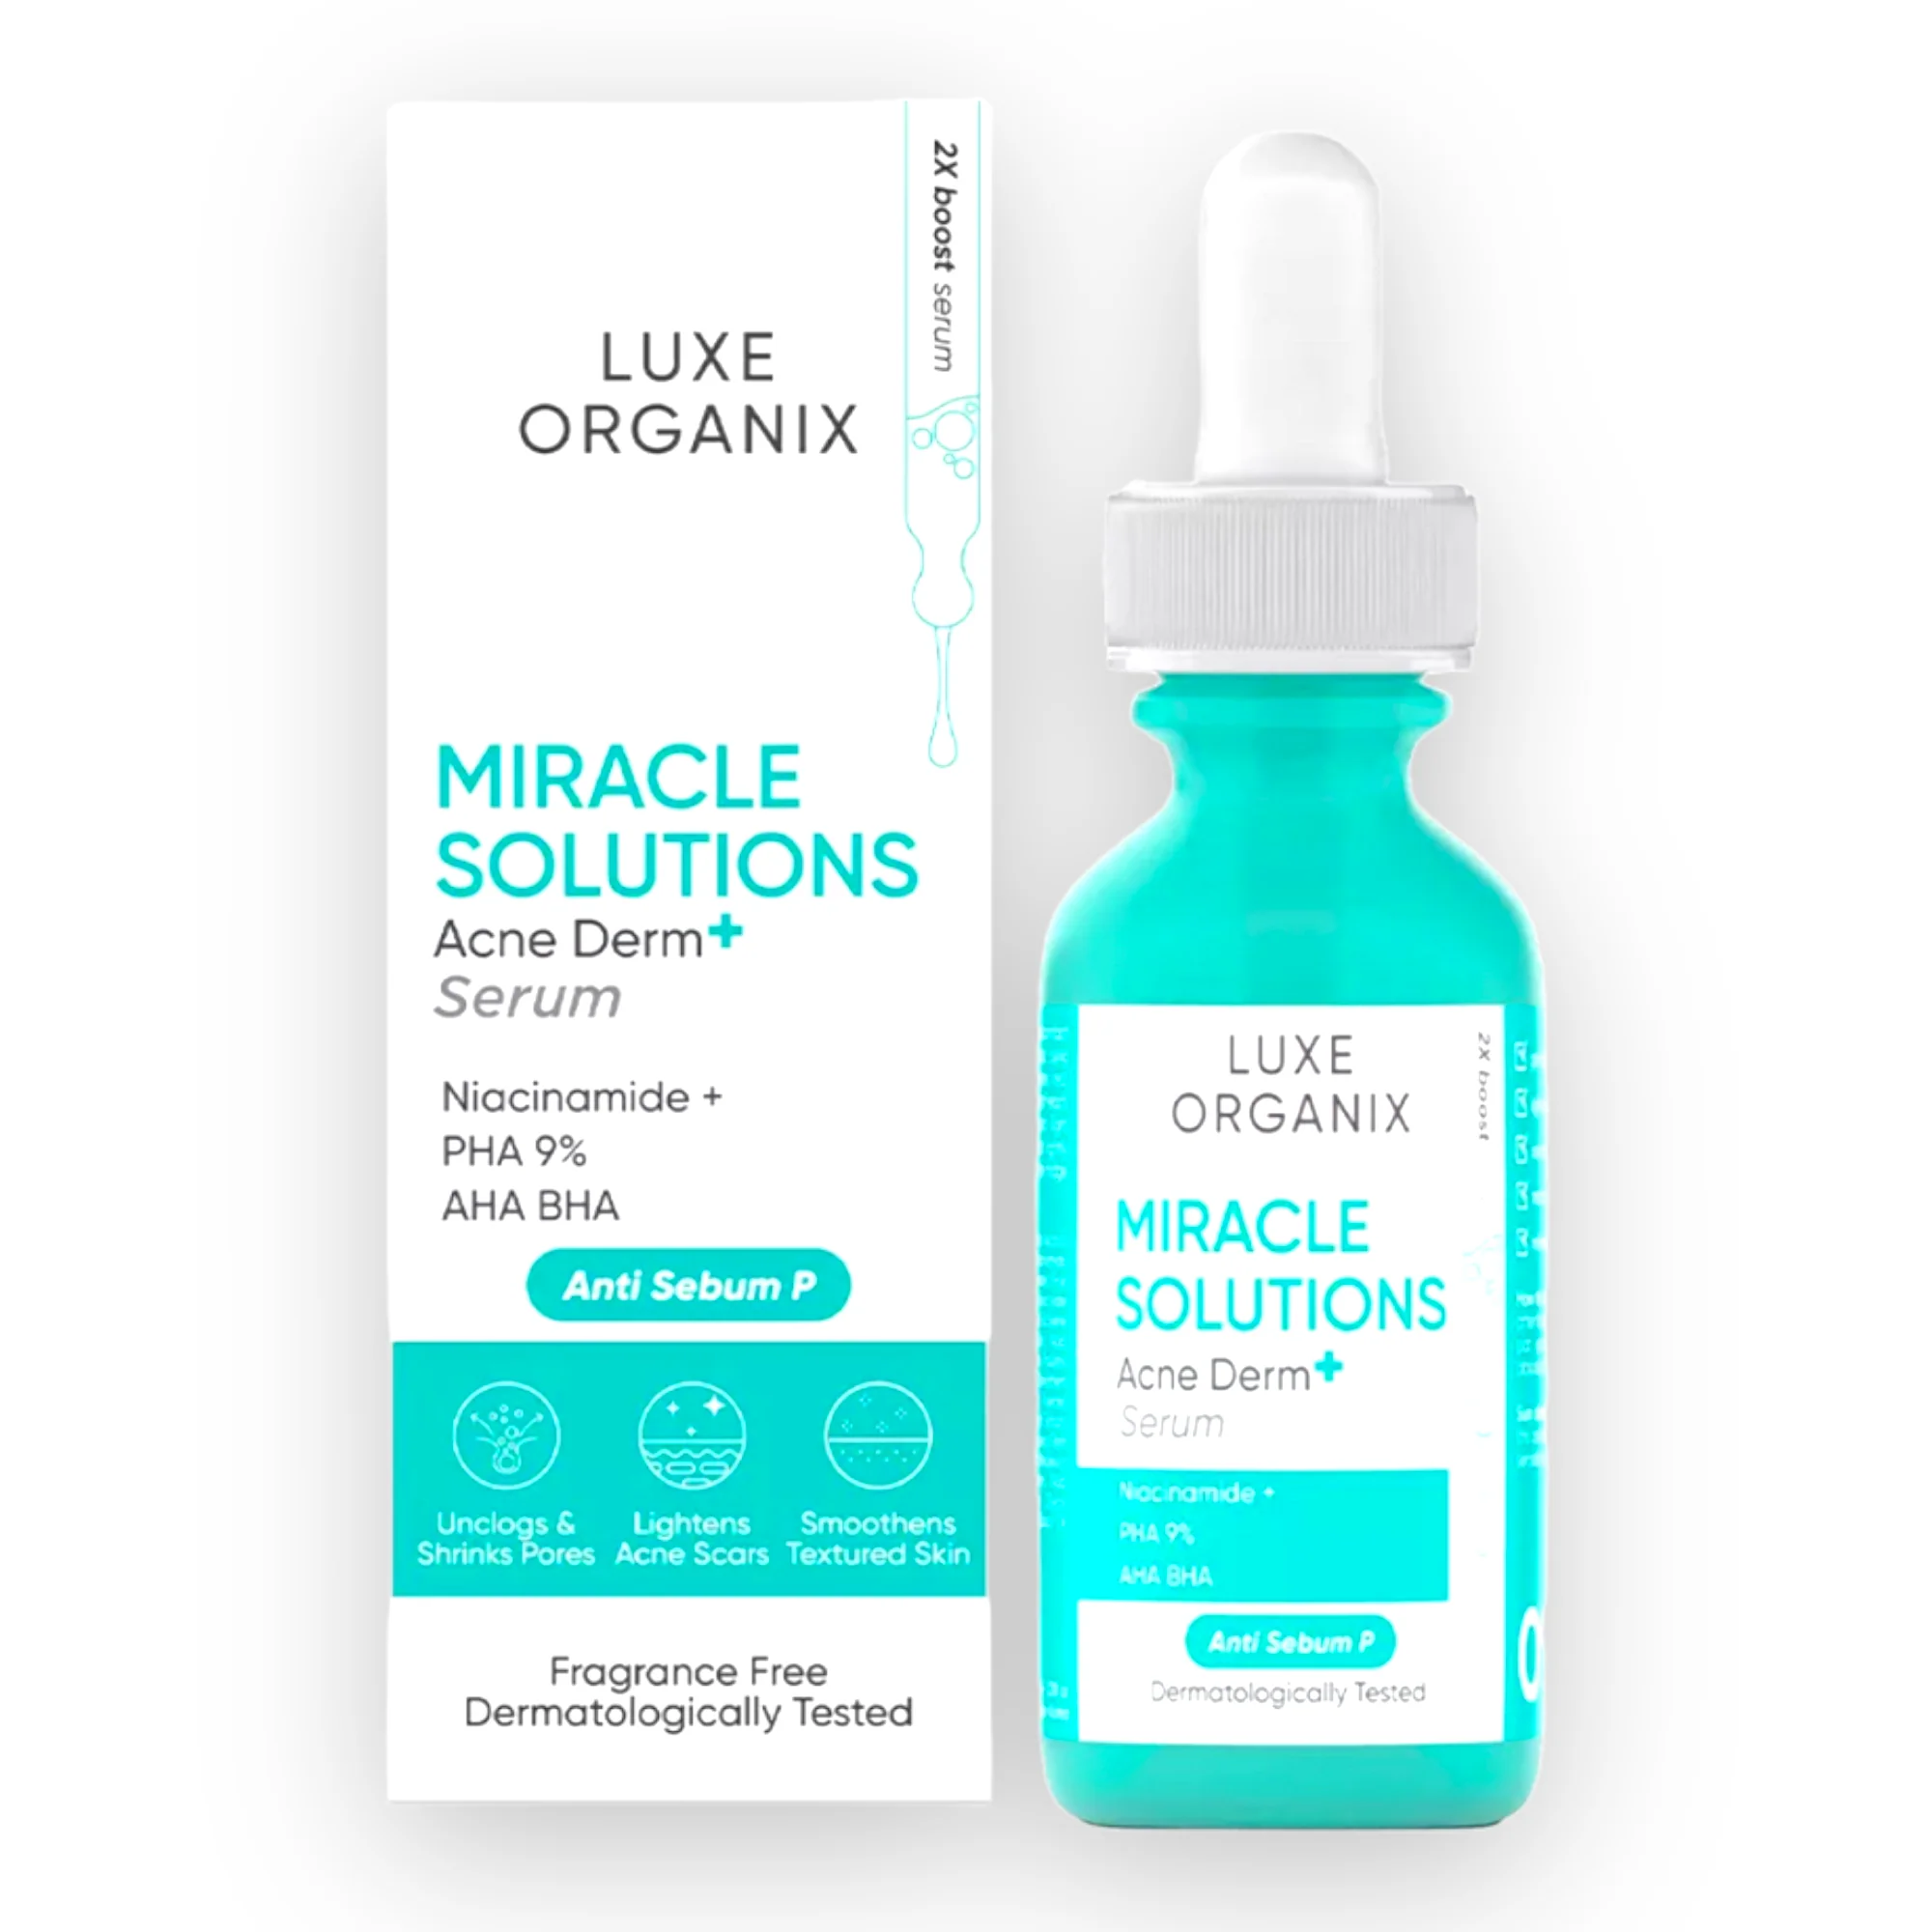 2X boost serum
LUXE
ORGANIX
MIRACLE
SOLUTIONS
Acne Derm+
Serum
Niacinamide +
PHA 9%
AHA BHA
Anti Sebum P
Unclogs &
Shrinks Pores
Lightens
Acne Scars
Smoothens
Textured Skin
Fragrance Free
Dermatologically Tested
LUXE
ORGANIX
2X boost
MIRACLE
SOLUTIONS
Acne Derm+
Serum
Niacinamide +
PHA 9%
AHA BHA
Anti Sebum P
Dermatologically Tested